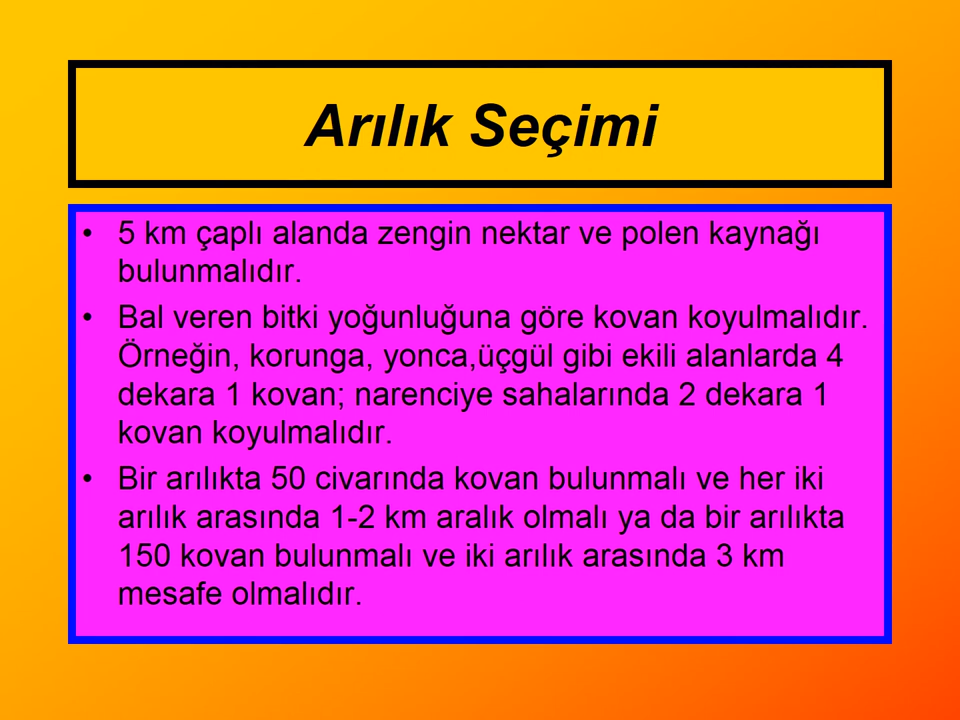 Arılık Seçimi
• 5 km çaplı alanda zengin nektar ve polen kaynağı
bulunmalıdır.
• Bal veren bitki yoğunluğuna göre kovan koyulmalıdır.
Örneğin, korunga, yonca,üçgül gibi ekili alanlarda 4
dekara 1 kovan; narenciye sahalarında 2 dekara 1
kovan koyulmalıdır.
• Bir arılıkta 50 civarında kovan bulunmalı ve her iki
arılık arasında 1-2 km aralık olmalı ya da bir arılıkta
150 kovan bulunmalı ve iki arılık arasında 3 km
mesafe olmalıdır.